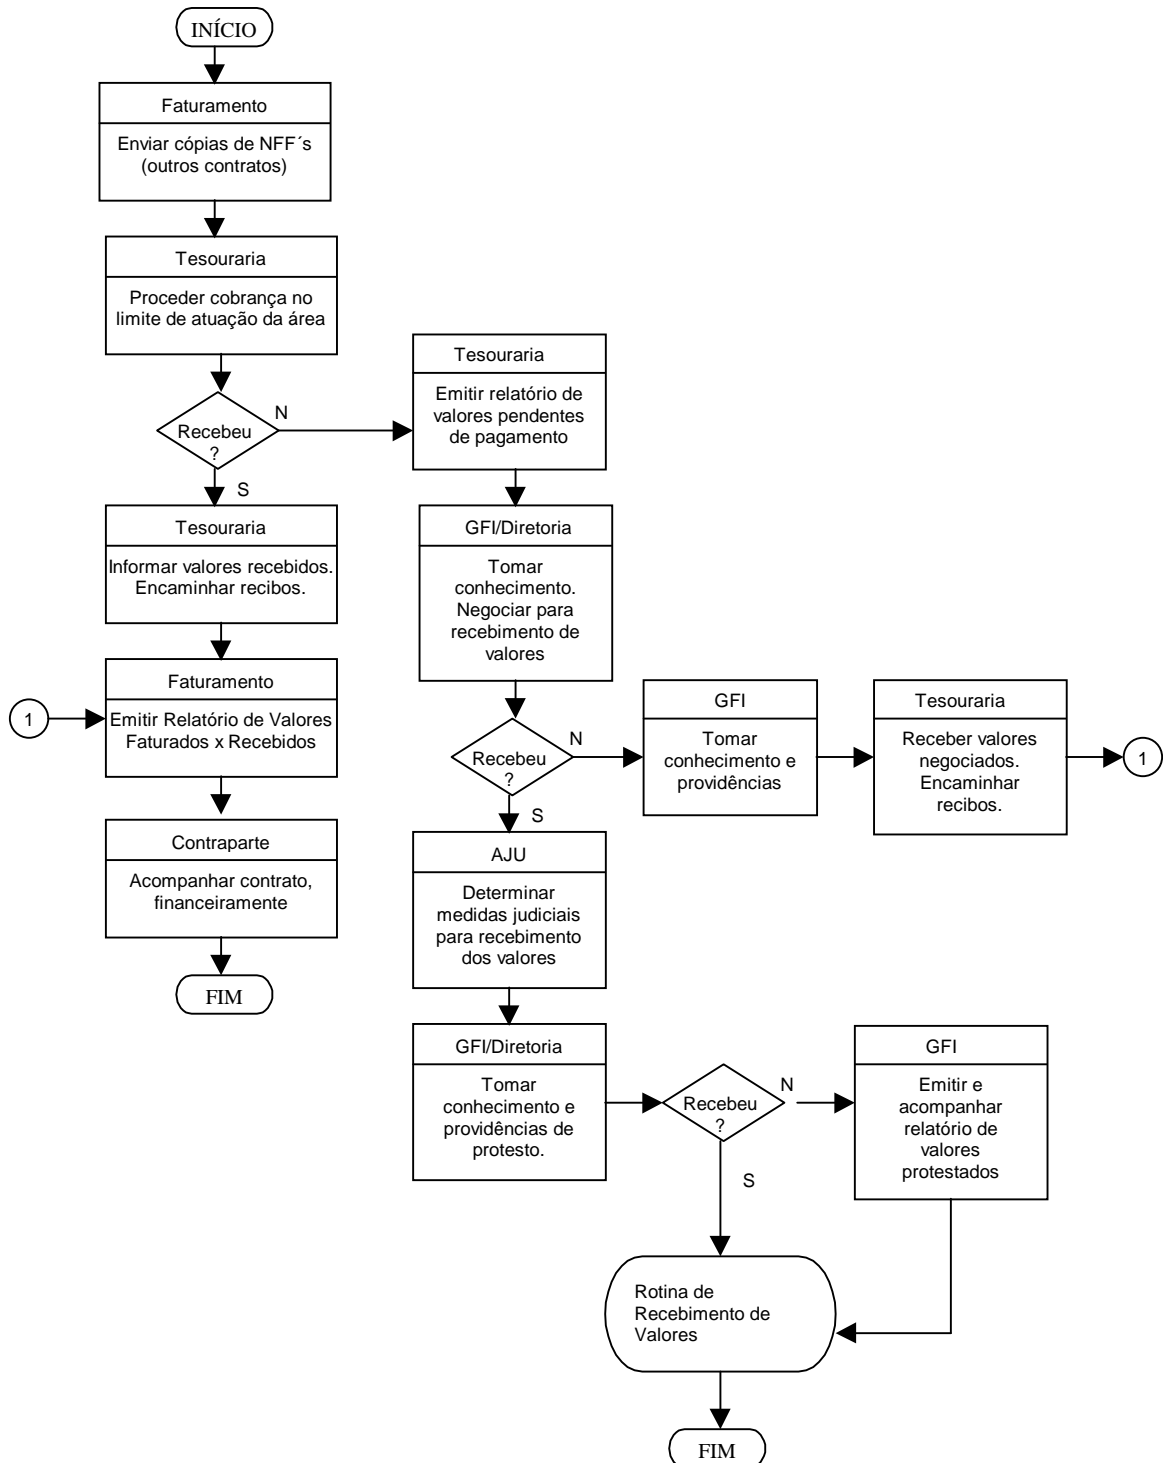 INÍCIO
Faturamento
Enviar cópias de NFF´s
(outros contratos)
Tesouraria
Proceder cobrança no
limite de atuação da área
Recebeu
?
N
S
Tesouraria
Emitir relatório de
valores pendentes
de pagamento
Tesouraria
Informar valores recebidos.
Encaminhar recibos.
GFI/Diretoria
Tomar
conhecimento.
Negociar para
recebimento de
valores
1
Faturamento
Emitir Relatório de Valores
Faturados x Recebidos
Contraparte
Acompanhar contrato,
financeiramente
FIM
Recebeu
?
N
S
GFI
Tomar
conhecimento e
providências
Tesouraria
Receber valores
negociados.
Encaminhar
recibos.
1
AJU
Determinar
medidas judiciais
para recebimento
dos valores
GFI/Diretoria
Tomar
conhecimento e
providências de
protesto.
Recebeu
?
N
S
GFI
Emitir e
acompanhar
relatório de
valores
protestados
Rotina de
Recebimento de
Valores
FIM